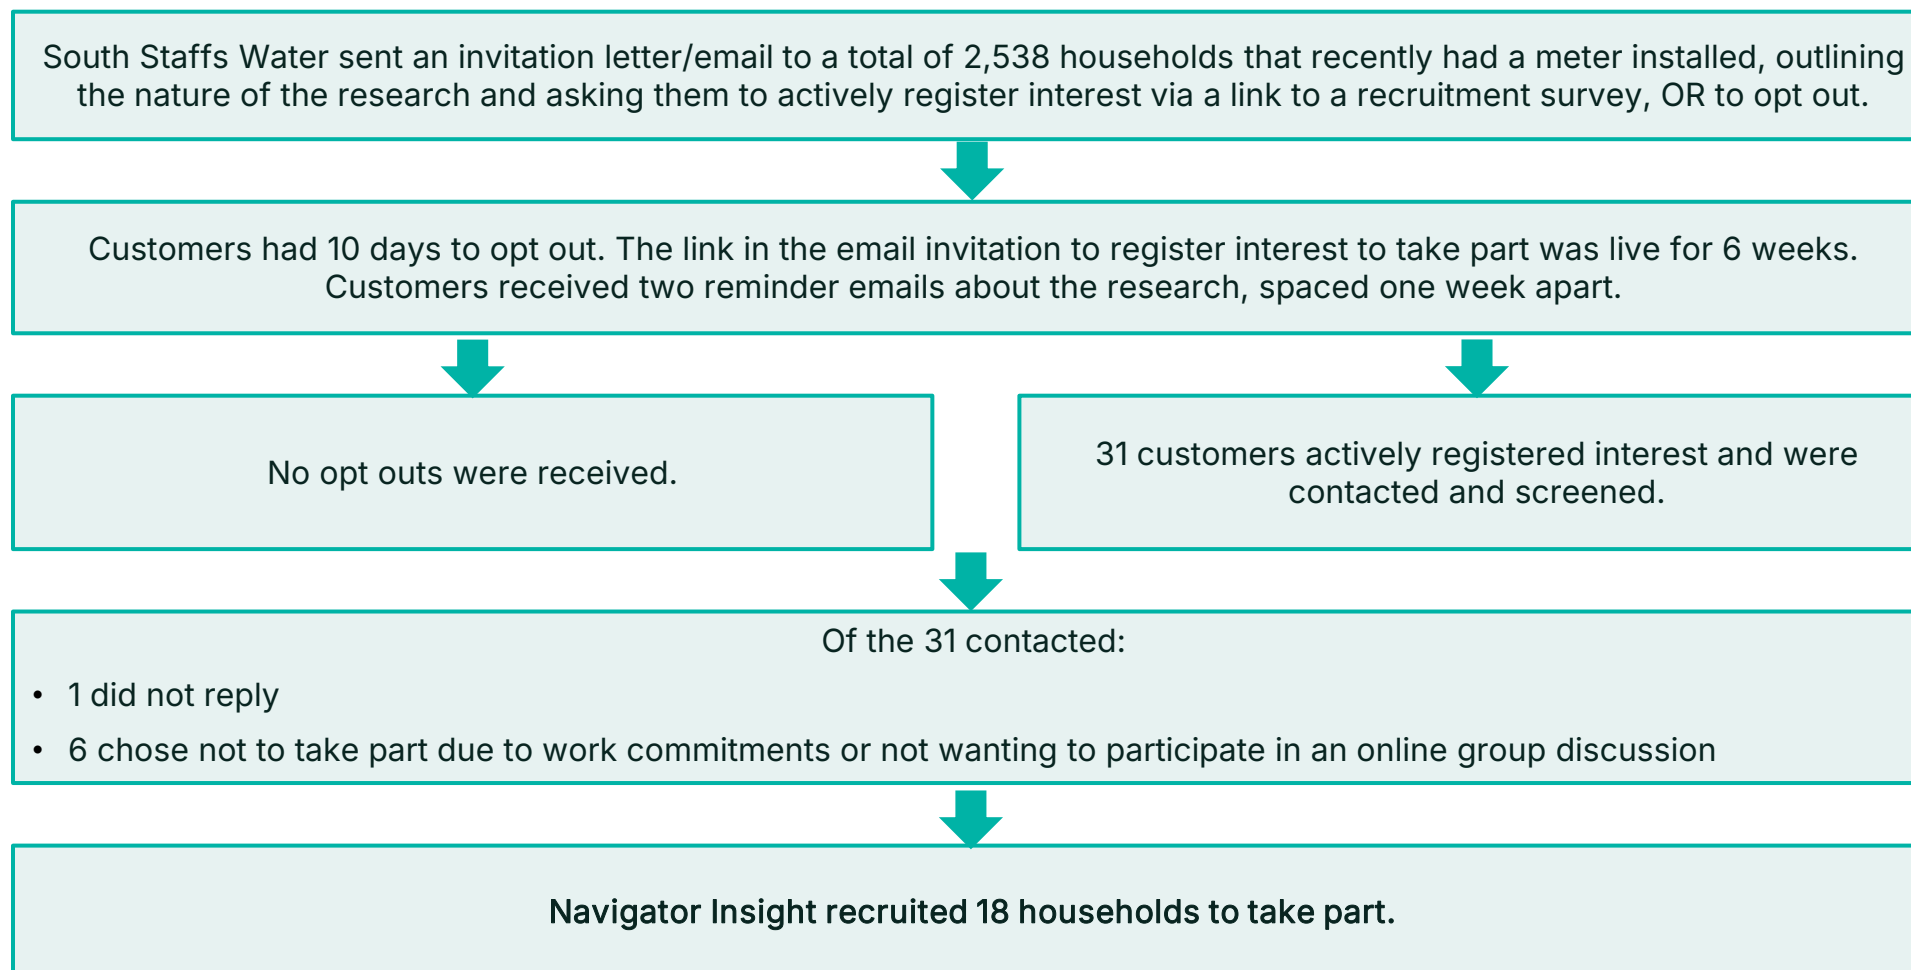 South Staffs Water sent an invitation letter/email to a total of 2,538 households that recently had a meter installed, outlining
the nature of the research and asking them to actively register interest via a link to a recruitment survey, OR to opt out.
Customers had 10 days to opt out. The link in the email invitation to register interest to take part was live for 6 weeks.
Customers received two reminder emails about the research, spaced one week apart.
No opt outs were received.
31 customers actively registered interest and were
contacted and screened.
Of the 31 contacted:
• 1 did not reply
• 6 chose not to take part due to work commitments or not wanting to participate in an online group discussion
Navigator Insight recruited 18 households to take part.